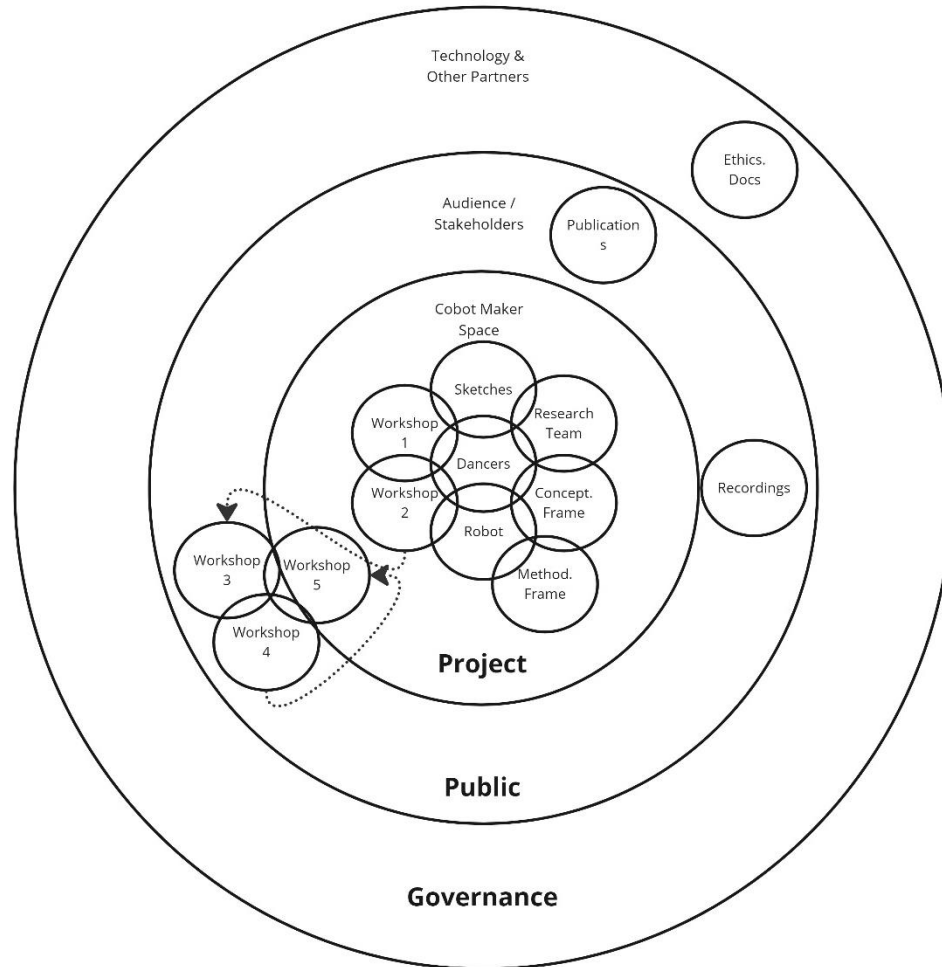 Technology &
Other Partners
Ethics.
Docs
Audience /
Stakeholders
Publication
s
Cobot Maker
Space
Sketches
Research
Team
Workshop
1
Dancers
Workshop
2
Concept.
Frame
Robot
Recordings
Workshop
3
Workshop
5
Method.
Frame
Workshop
4
Project
Public
Governance